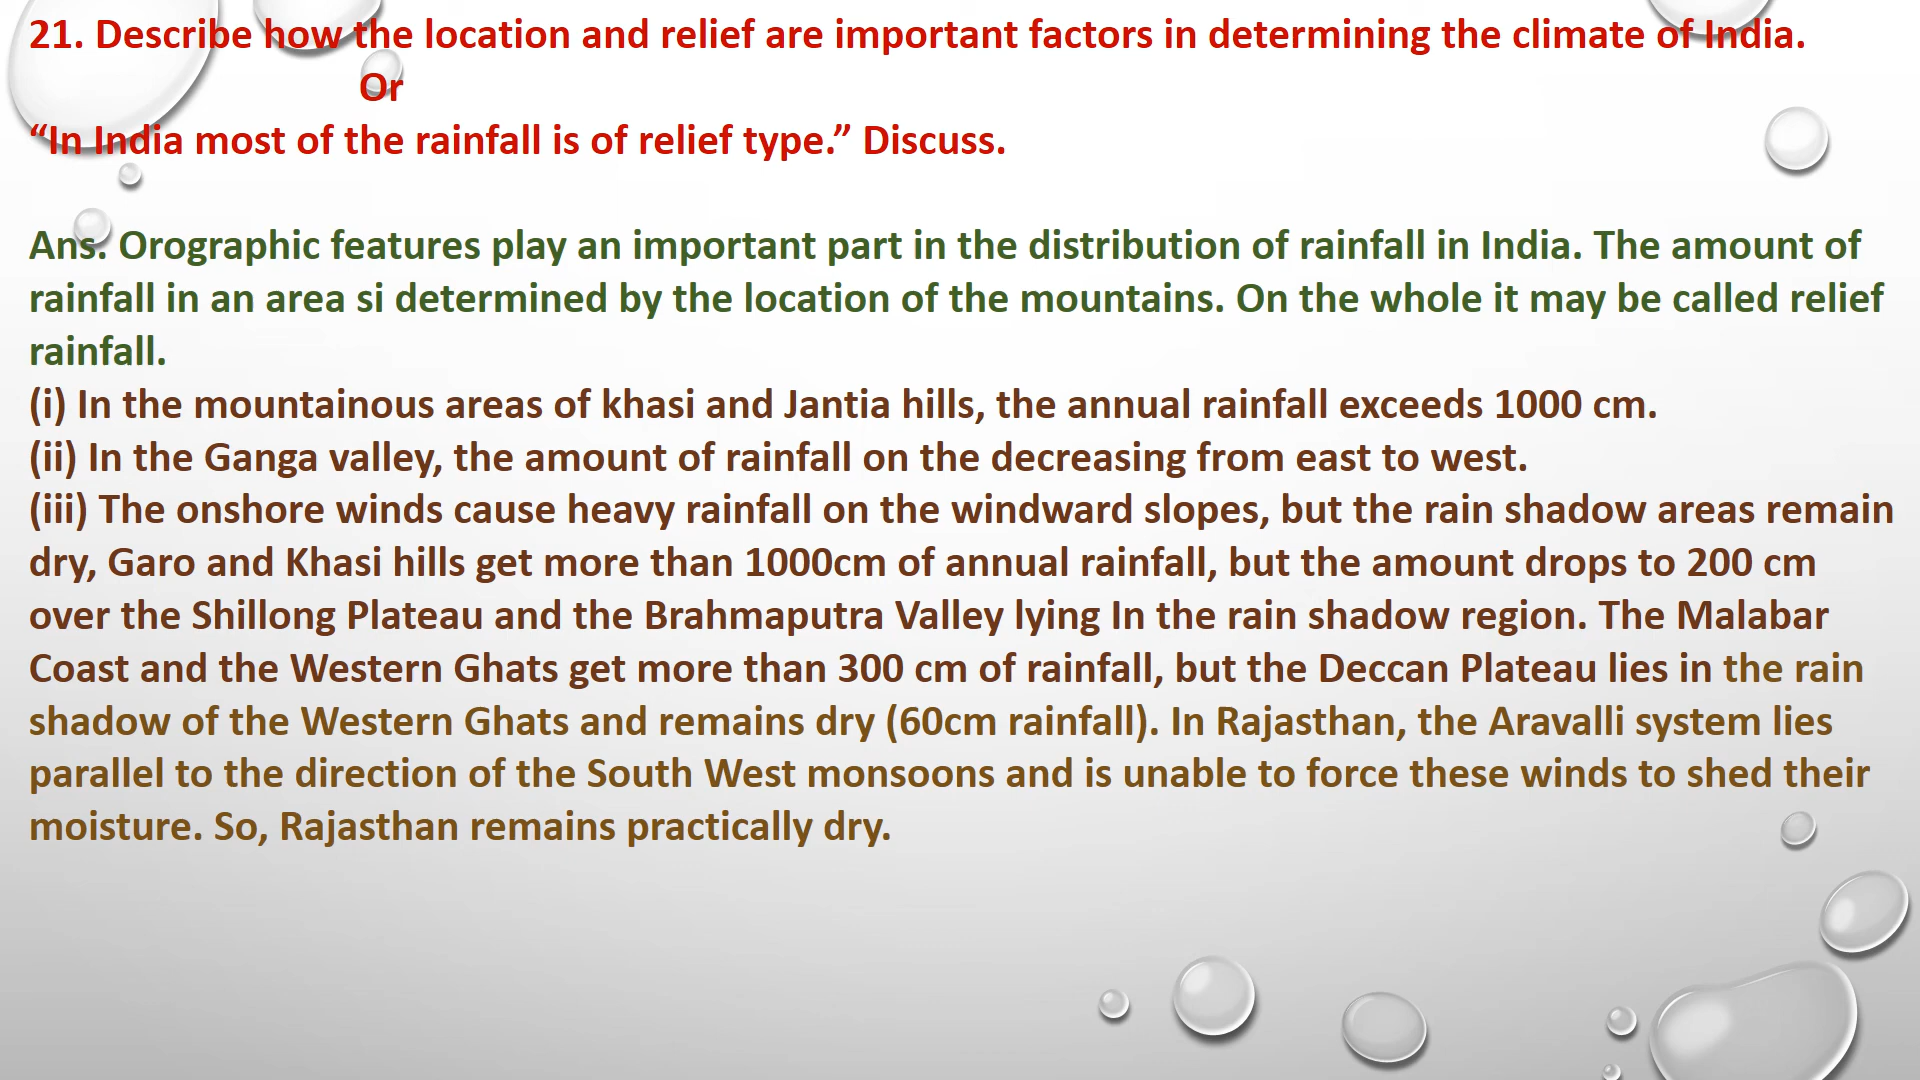 21. Describe how the location and relief are important factors in determining the climate of India.
Or
“In India most of the rainfall is of relief type.” Discuss.
Ans. Orographic features play an important part in the distribution of rainfall in India. The amount of
rainfall in an area si determined by the location of the mountains. On the whole it may be called relief
rainfall.
(i) In the mountainous areas of khasi and Jantia hills, the annual rainfall exceeds 1000 cm.
(ii) In the Ganga valley, the amount of rainfall on the decreasing from east to west.
(iii) The onshore winds cause heavy rainfall on the windward slopes, but the rain shadow areas remain
dry, Garo and Khasi hills get more than 1000cm of annual rainfall, but the amount drops to 200 cm
over the Shillong Plateau and the Brahmaputra Valley lying In the rain shadow region. The Malabar
Coast and the Western Ghats get more than 300 cm of rainfall, but the Deccan Plateau lies in the rain
shadow of the Western Ghats and remains dry (60cm rainfall). In Rajasthan, the Aravalli system lies
parallel to the direction of the South West monsoons and is unable to force these winds to shed their
moisture. So, Rajasthan remains practically dry.